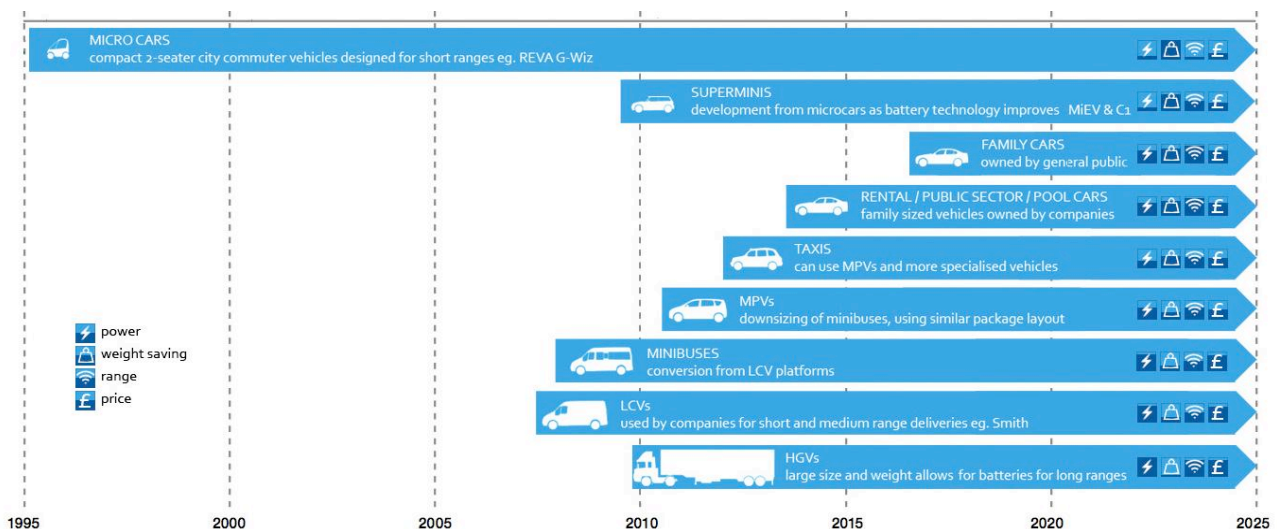 MICRO CARS
compact 2-seater city commuter vehicles designed for short ranges eg. REVA G-Wiz
SUPERMINIS
development from microcars as battery technology improves MiEV & C1
FAMILY CARS
owned by general public
RENTAL / PUBLIC SECTOR / POOL CARS
family sized vehicles owned by companies
TAXIS
can use MPVs and more specialised vehicles
MPVs
downsizing of minibuses, using similar package layout
MINIBUSES
conversion from LCV platforms
LCVs
used by companies for short and medium range deliveries eg. Smith
HGVs
large size and weight allows for batteries for long ranges
power
weight saving
range
£ price
1995 2000 2005 2010 2015 2020 2025